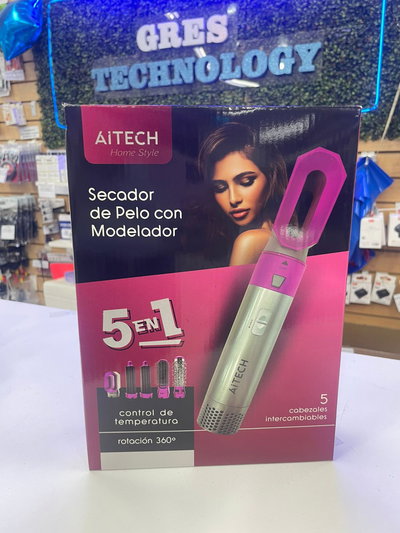 GRES
TECHNOLOGY
AiTECH
Home Style
Secador
de Pelo con
Modelador
5 EN 1
control de
temperatura
rotación 360°
AiTECH
5
cabezales
intercambiables